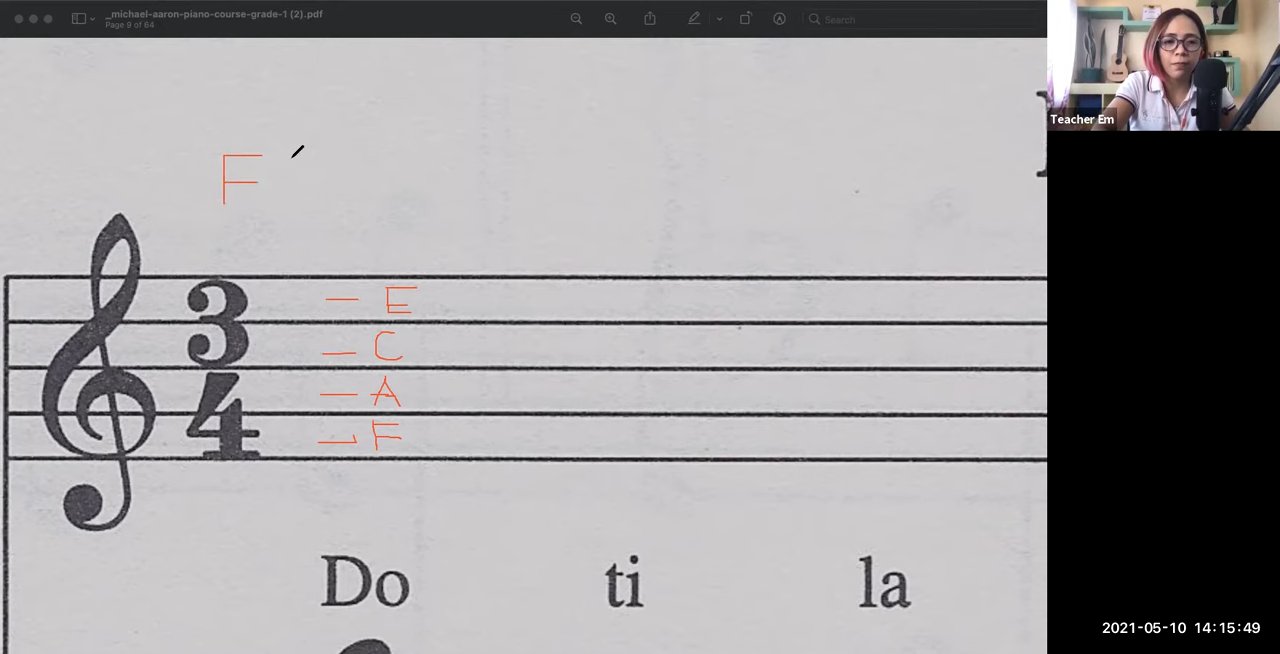 _michael-aaron-piano-course-grade-1 (2).pdf
Page 9 of 64
Search
Teacher Em
F
3
4
E
C
A
F
Do ti la
2021-05-10 14:15:49